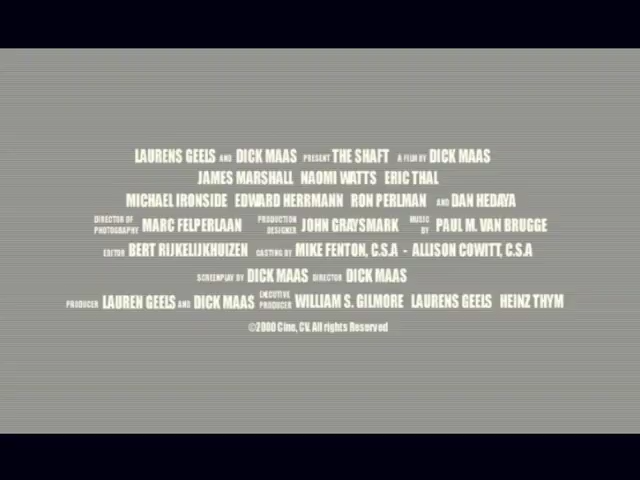 LAURENS GEELS AND DICK MAAS PRESENT THE SHAFT A FILM BY DICK MAAS
JAMES MARSHALL NAOMI WATTS ERIC THAL
MICHAEL IRONSIDE EDWARD HERRMANN RON PERLMAN AND DAN HEDAYA
DIRECTOR OF PHOTOGRAPHY MARC FELPERLAAN PRODUCTION DESIGNER JOHN GRAYSMARK MUSIC BY PAUL M. VAN BRUGGE
EDITOR BERT RIJKELIJKHUIZEN CASTING BY MIKE FENTON, C.S.A - ALLISON COWITT, C.S.A
SCREENPLAY BY DICK MAAS DIRECTOR DICK MAAS
PRODUCER LAUREN GEELS AND DICK MAAS EXECUTIVE PRODUCER WILLIAM S. GILMORE LAURENS GEELS HEINZ THYM
©2000 Cine, CV. All rights Reserved